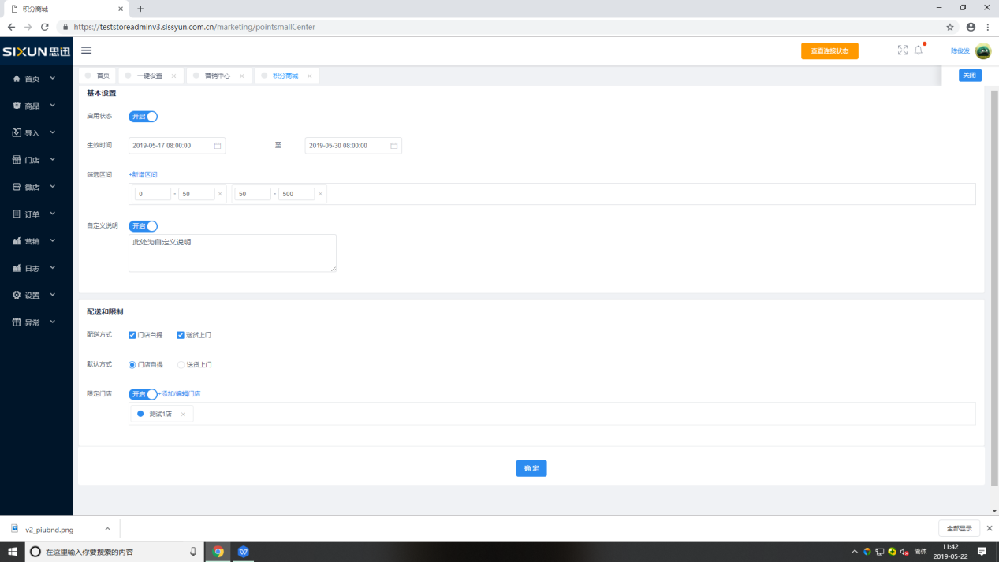 积分商城
https://teststoreadminv3.sissyun.com.cn/marketing/pointsmallCenter
SIXUN思迅
查看连接状态
陈俊发
首页
商品
导入
门店
微店
订单
营销
日志
设置
异常
首页 一键设置 营销中心 积分商城 关闭
基本设置
启用状态 开启
生效时间 2019-05-17 08:00:00 至 2019-05-30 08:00:00
筛选区间 +新增区间
0 - 50 50 - 500
自定义说明 开启
此处为自定义说明
配送和限制
配送方式 门店自提 送货上门
默认方式 门店自提 送货上门
限定门店 开启 +添加/编辑门店
测试1店
确 定
v2_piubnd.png 全部显示
在这里输入你要搜索的内容
简体
11:42
2019-05-22